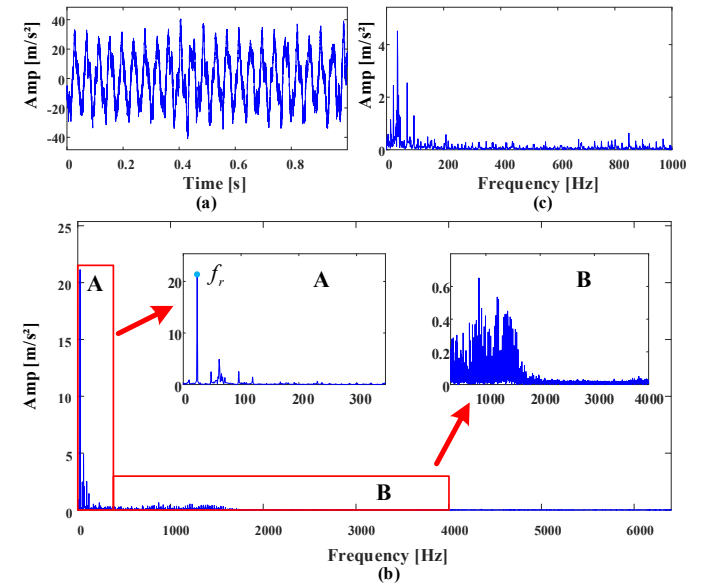 Amp [m/s²]
40
20
0
-20
-40
0 0.2 0.4 0.6 0.8
Time [s]
(a)
Amp [m/s²]
4
2
0
200 400 600 800 1000
Frequency [Hz]
(c)
Amp [m/s²]
25
20
15
10
5
0
A
20
10
0
f_r
A
0 100 200 300
B
0.6
0.4
0.2
0
1000 2000 3000 4000
B
0 1000 2000 3000 4000 5000 6000
Frequency [Hz]
(b)